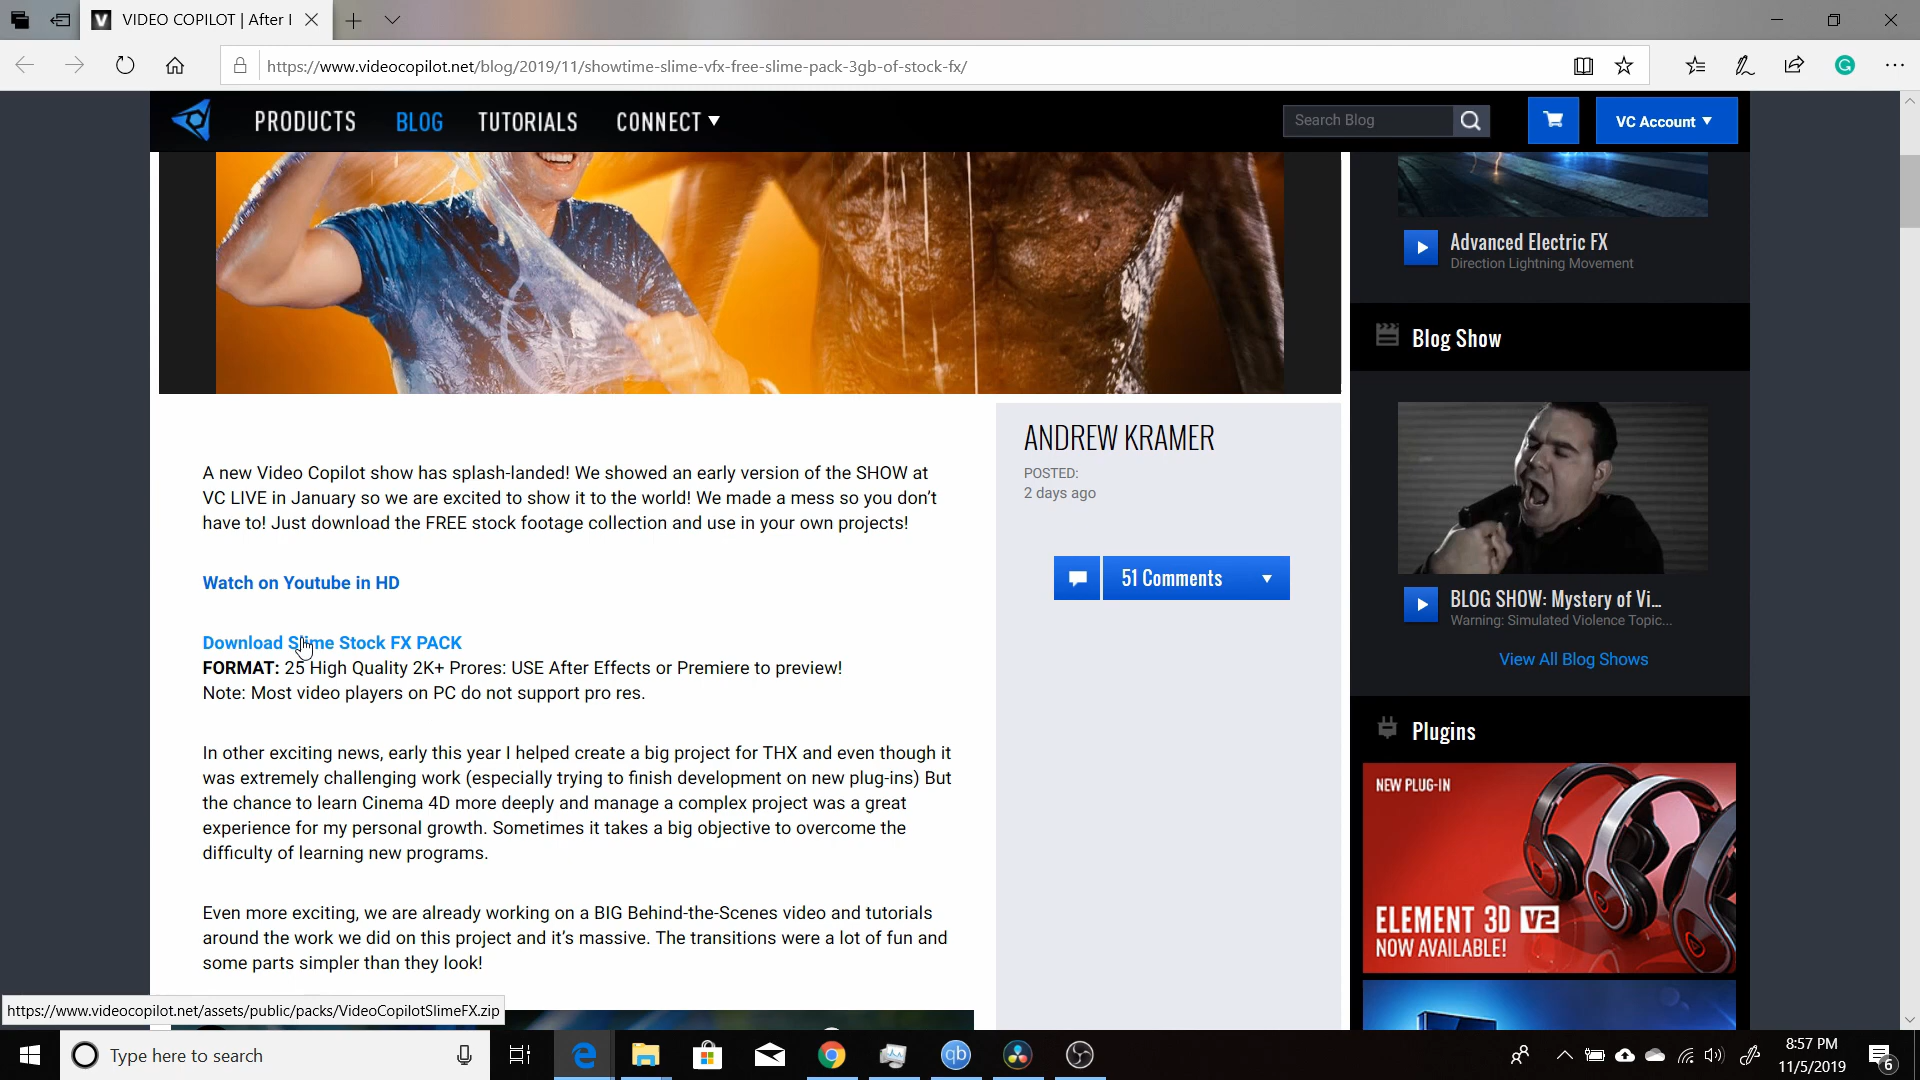 VIDEO COPILOT | After I
https://www.videocopilot.net/blog/2019/11/showtime-slime-vfx-free-slime-pack-3gb-of-stock-fx/
PRODUCTS BLOG TUTORIALS CONNECT
Search Blog
VC Account
A new Video Copilot show has splash-landed! We showed an early version of the SHOW at
VC LIVE in January so we are excited to show it to the world! We made a mess so you don't
have to! Just download the FREE stock footage collection and use in your own projects!
Watch on Youtube in HD
Download Slime Stock FX PACK
FORMAT: 25 High Quality 2K+ Prores: USE After Effects or Premiere to preview!
Note: Most video players on PC do not support pro res.
In other exciting news, early this year I helped create a big project for THX and even though it
was extremely challenging work (especially trying to finish development on new plug-ins) But
the chance to learn Cinema 4D more deeply and manage a complex project was a great
experience for my personal growth. Sometimes it takes a big objective to overcome the
difficulty of learning new programs.
Even more exciting, we are already working on a BIG Behind-the-Scenes video and tutorials
around the work we did on this project and it's massive. The transitions were a lot of fun and
some parts simpler than they look!
ANDREW KRAMER
POSTED:
2 days ago
51 Comments
Advanced Electric FX
Direction Lightning Movement
Blog Show
BLOG SHOW: Mystery of Vi...
Warning: Simulated Violence Topic...
View All Blog Shows
Plugins
NEW PLUG-IN
ELEMENT 3D V2
NOW AVAILABLE!
https://www.videocopilot.net/assets/public/packs/VideoCopilotSlimeFX.zip
Type here to search
qb
8:57 PM
11/5/2019
6